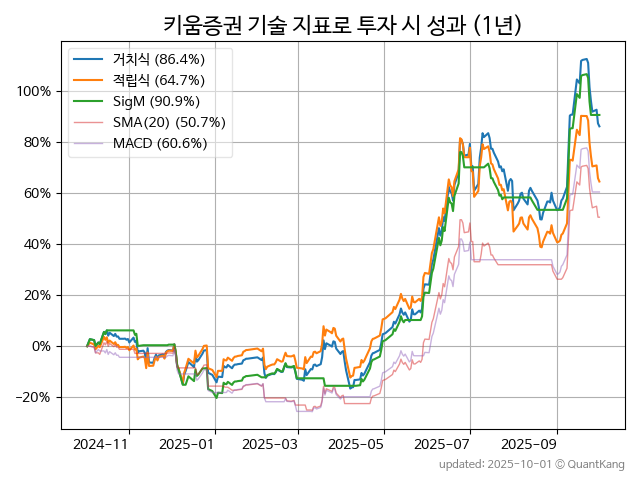 키움증권 기술 지표로 투자 시 성과 (1년)
거치식 (86.4%)
적립식 (64.7%)
SigM (90.9%)
SMA(20) (50.7%)
MACD (60.6%)
100%
80%
60%
40%
20%
0%
−20%
2024-11 2025-01 2025-03 2025-05 2025-07 2025-09
updated: 2025-10-01 © QuantKang